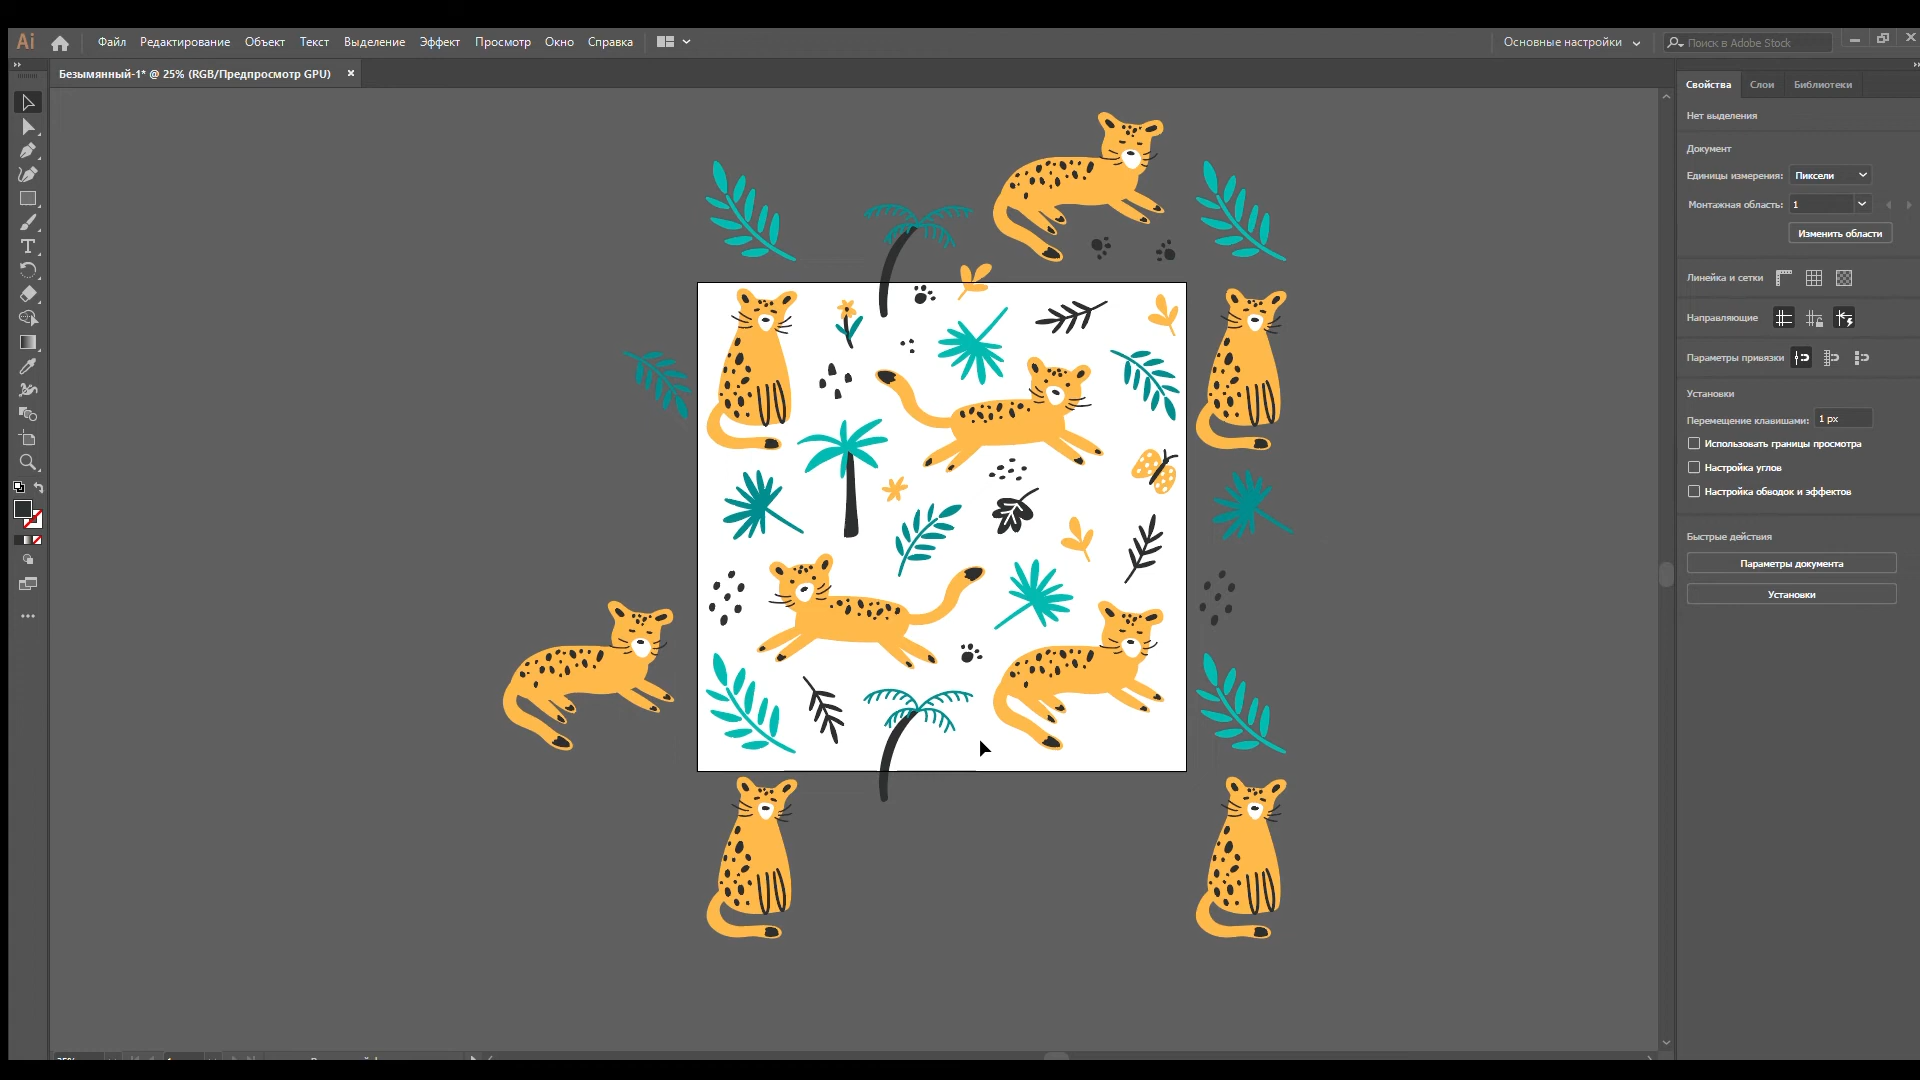 Ai Файл Редактирование Объект Текст Выделение Эффект Просмотр Окно Справка Основные настройки Поиск в Adobe Stock
Безымянный-1* @ 25% (RGB/Предпросмотр GPU) ×
Свойства Слои Библиотеки
Нет выделения
Документ
Единицы измерения: Пиксели
Монтажная область: 1
Изменить области
Линейка и сетки
Направляющие
Параметры привязки
Установки
Перемещение клавишами: 1 px
Использовать границы просмотра
Настройка углов
Настройка обводок и эффектов
Быстрые действия
Параметры документа
Установки